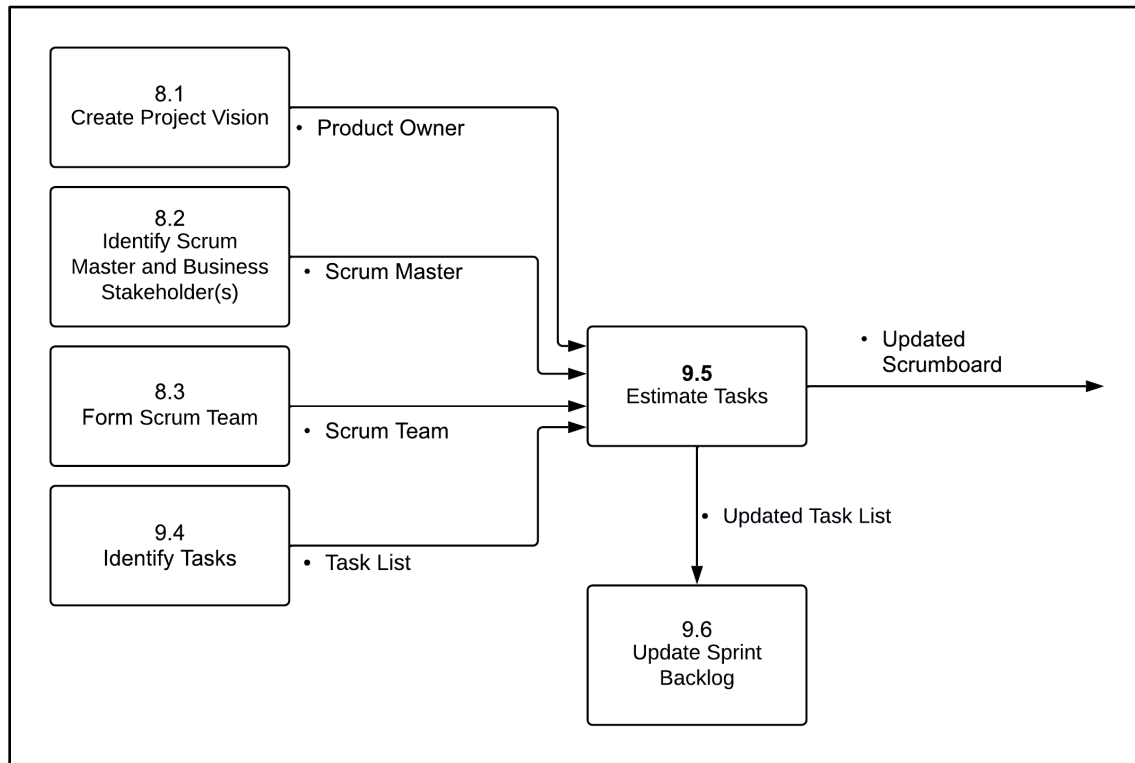 8.1
Create Project Vision
• Product Owner
8.2
Identify Scrum
Master and Business
Stakeholder(s)
• Scrum Master
8.3
Form Scrum Team
• Scrum Team
9.4
Identify Tasks
• Task List
9.5
Estimate Tasks
• Updated
Scrumboard
• Updated Task List
9.6
Update Sprint
Backlog